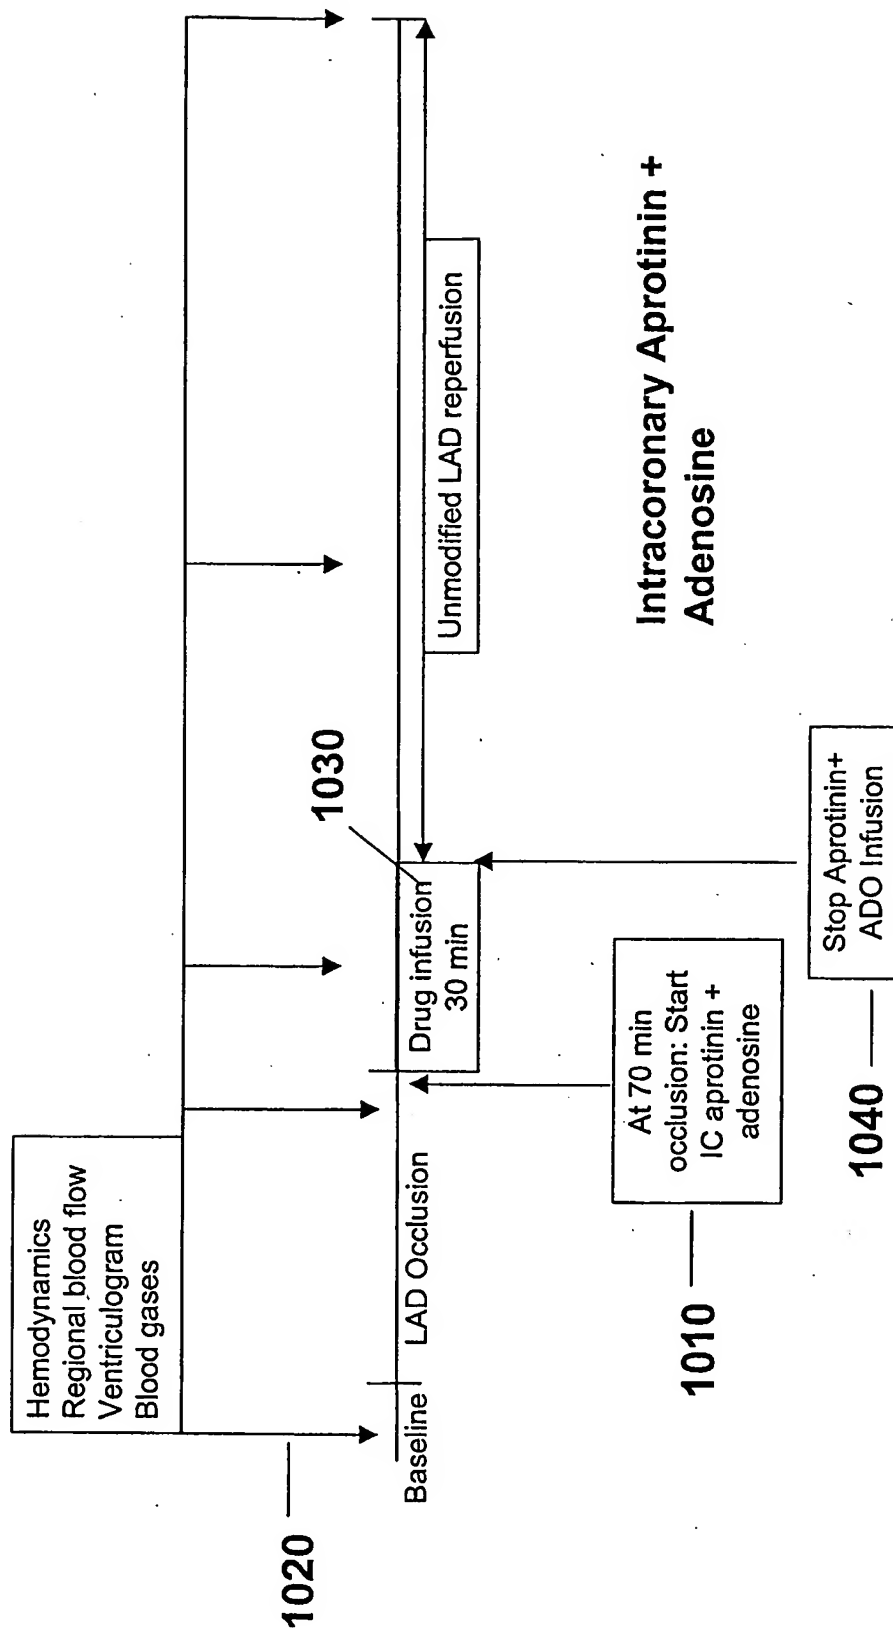 Hemodynamics
Regional blood flow
Ventriculogram
Blood gases
1020
Baseline
LAD Occlusion
1030
Drug infusion
30 min
Unmodified LAD reperfusion
At 70 min
occlusion: Start
IC aprotinin +
adenosine
1010
Stop Aprotinin+
ADO Infusion
1040
Intracoronary Aprotinin +
Adenosine